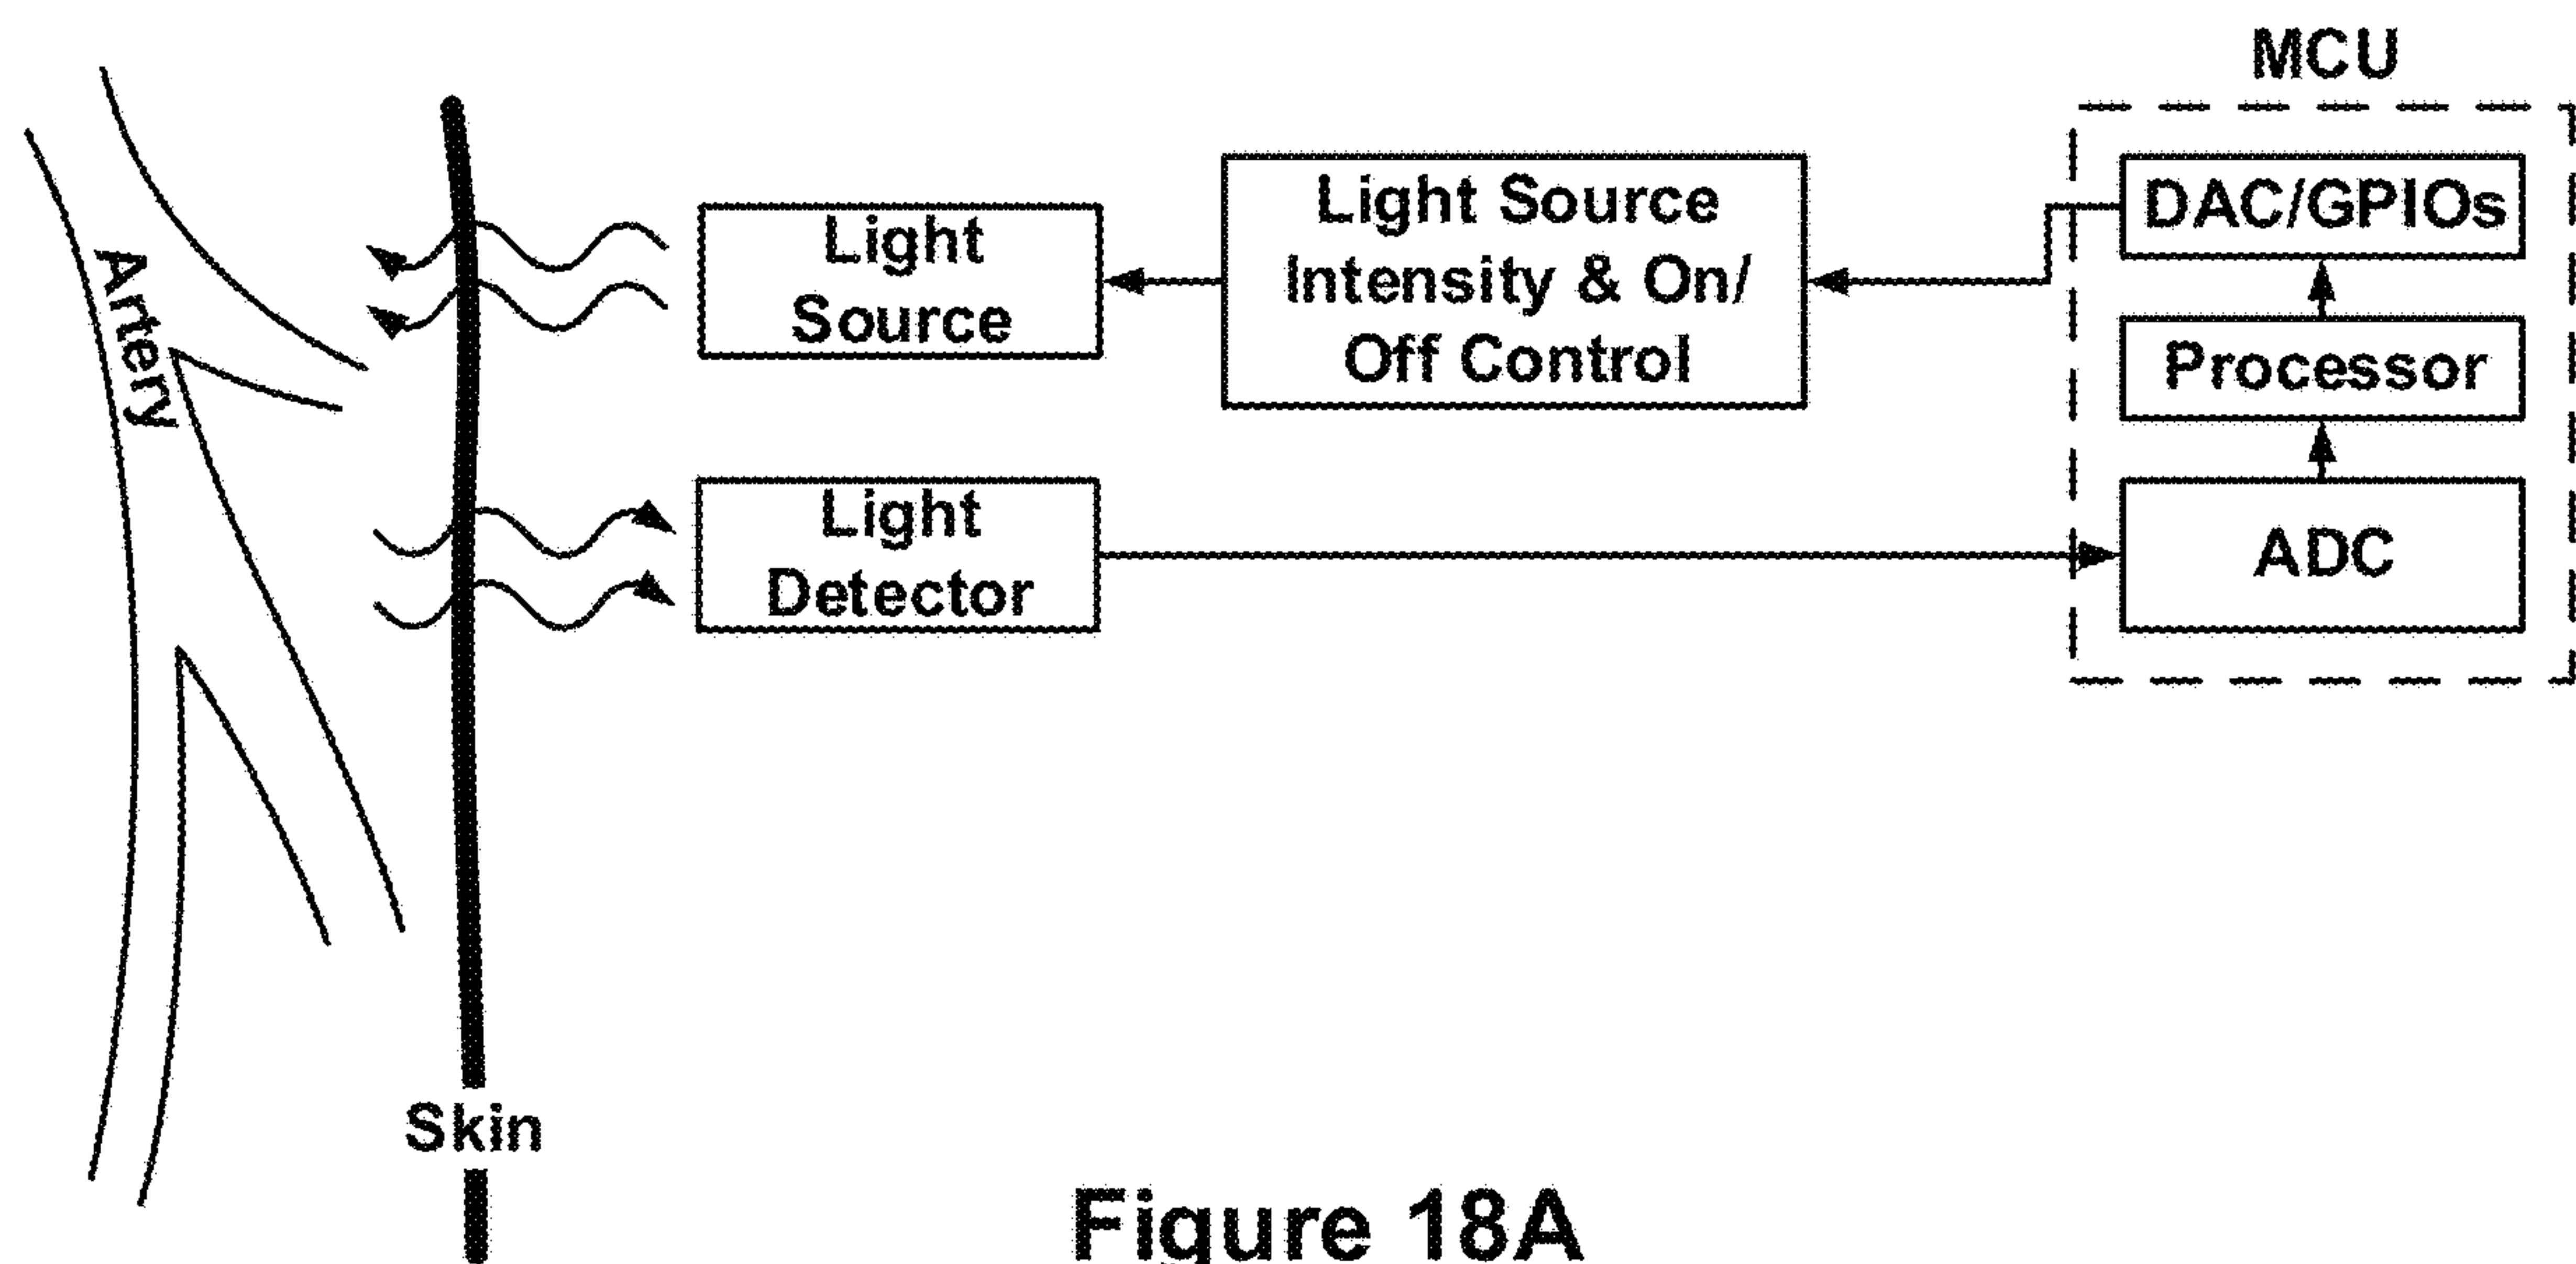 MCU
Artery
Light
Source
Light Source
Intensity & On/
Off Control
DAC/GPIOs
Processor
Light
Detector
ADC
Skin
Figure 18A